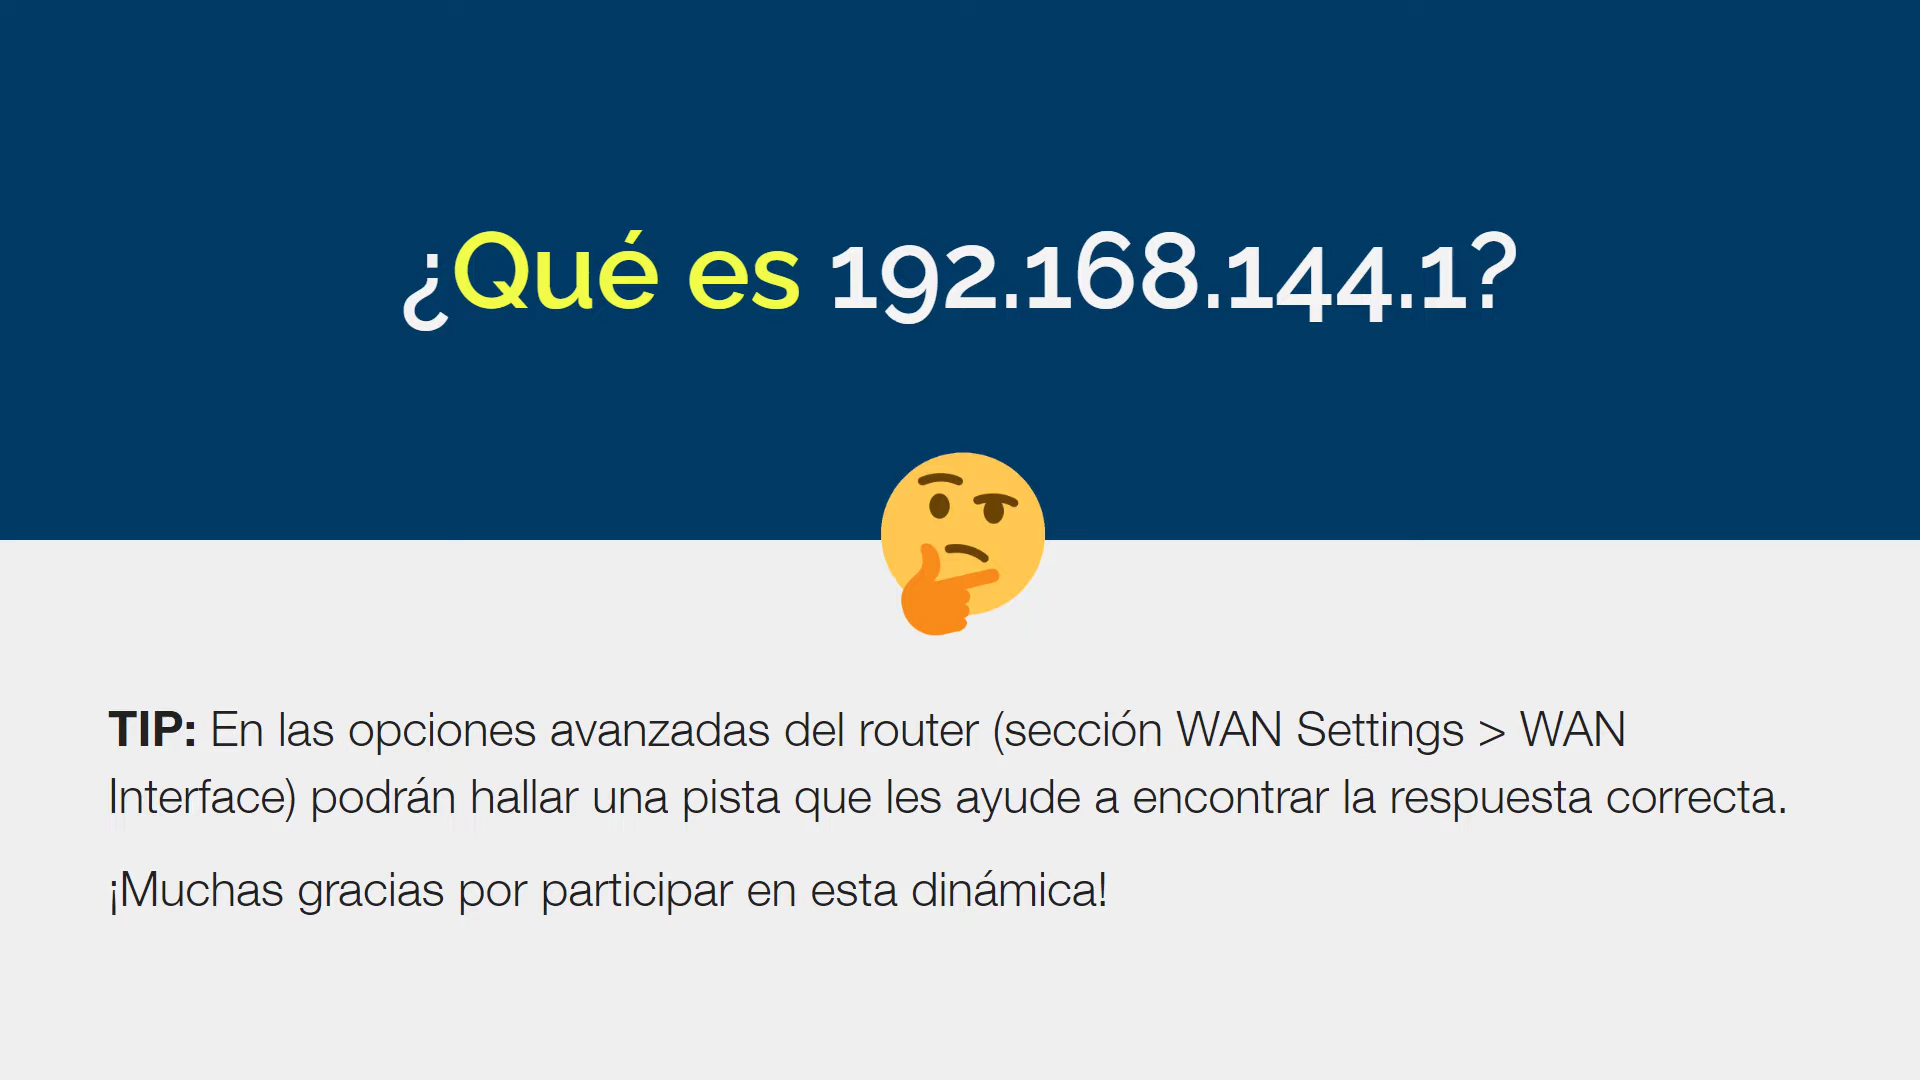 ¿Qué es 192.168.144.1?
TIP: En las opciones avanzadas del router (sección WAN Settings > WAN
Interface) podrán hallar una pista que les ayude a encontrar la respuesta correcta.
¡Muchas gracias por participar en esta dinámica!